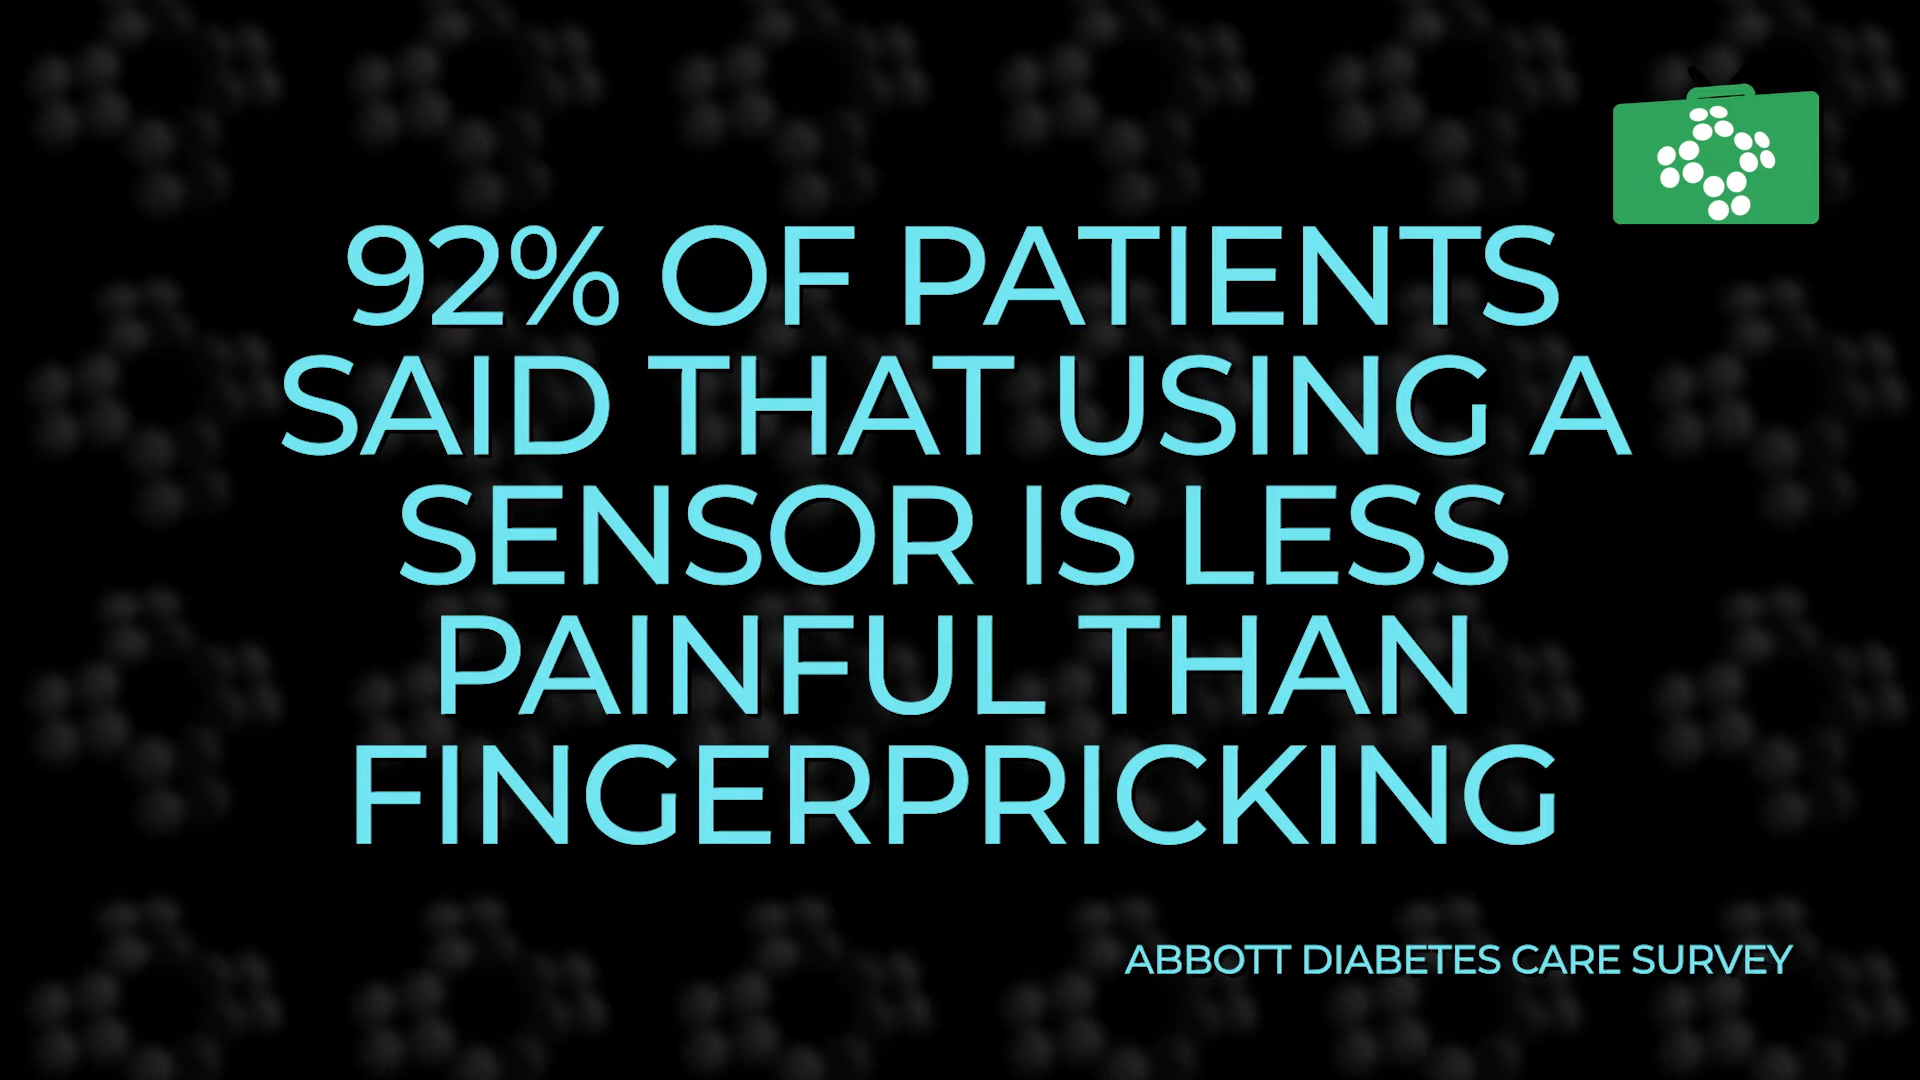 92% OF PATIENTS
SAID THAT USING A
SENSOR IS LESS
PAINFUL THAN
FINGERPRICKING
ABBOTT DIABETES CARE SURVEY